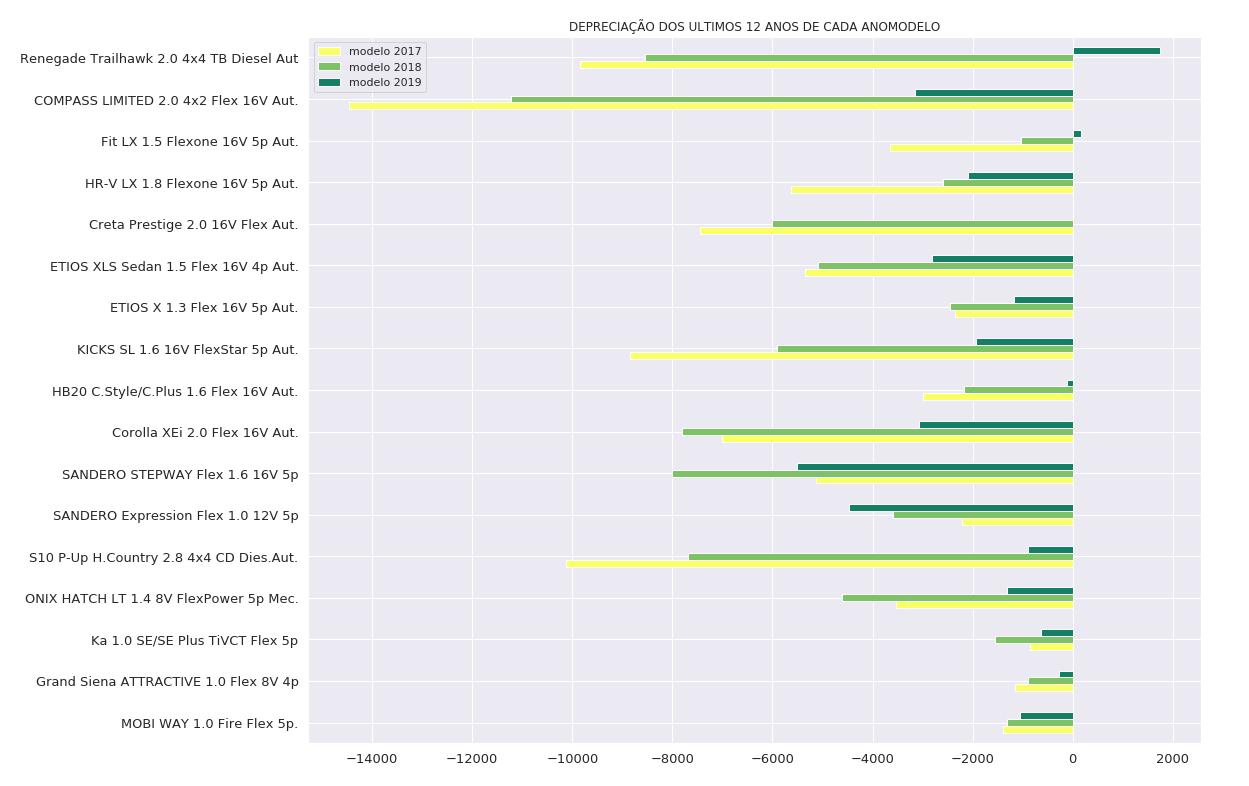 DEPRECIAÇÃO DOS ULTIMOS 12 ANOS DE CADA ANOMODELO
modelo 2017
modelo 2018
modelo 2019
Renegade Trailhawk 2.0 4x4 TB Diesel Aut
COMPASS LIMITED 2.0 4x2 Flex 16V Aut.
Fit LX 1.5 Flexone 16V 5p Aut.
HR-V LX 1.8 Flexone 16V 5p Aut.
Creta Prestige 2.0 16V Flex Aut.
ETIOS XLS Sedan 1.5 Flex 16V 4p Aut.
ETIOS X 1.3 Flex 16V 5p Aut.
KICKS SL 1.6 16V FlexStar 5p Aut.
HB20 C.Style/C.Plus 1.6 Flex 16V Aut.
Corolla XEi 2.0 Flex 16V Aut.
SANDERO STEPWAY Flex 1.6 16V 5p
SANDERO Expression Flex 1.0 12V 5p
S10 P-Up H.Country 2.8 4x4 CD Dies.Aut.
ONIX HATCH LT 1.4 8V FlexPower 5p Mec.
Ka 1.0 SE/SE Plus TiVCT Flex 5p
Grand Siena ATTRACTIVE 1.0 Flex 8V 4p
MOBI WAY 1.0 Fire Flex 5p.
−14000 −12000 −10000 −8000 −6000 −4000 −2000 0 2000